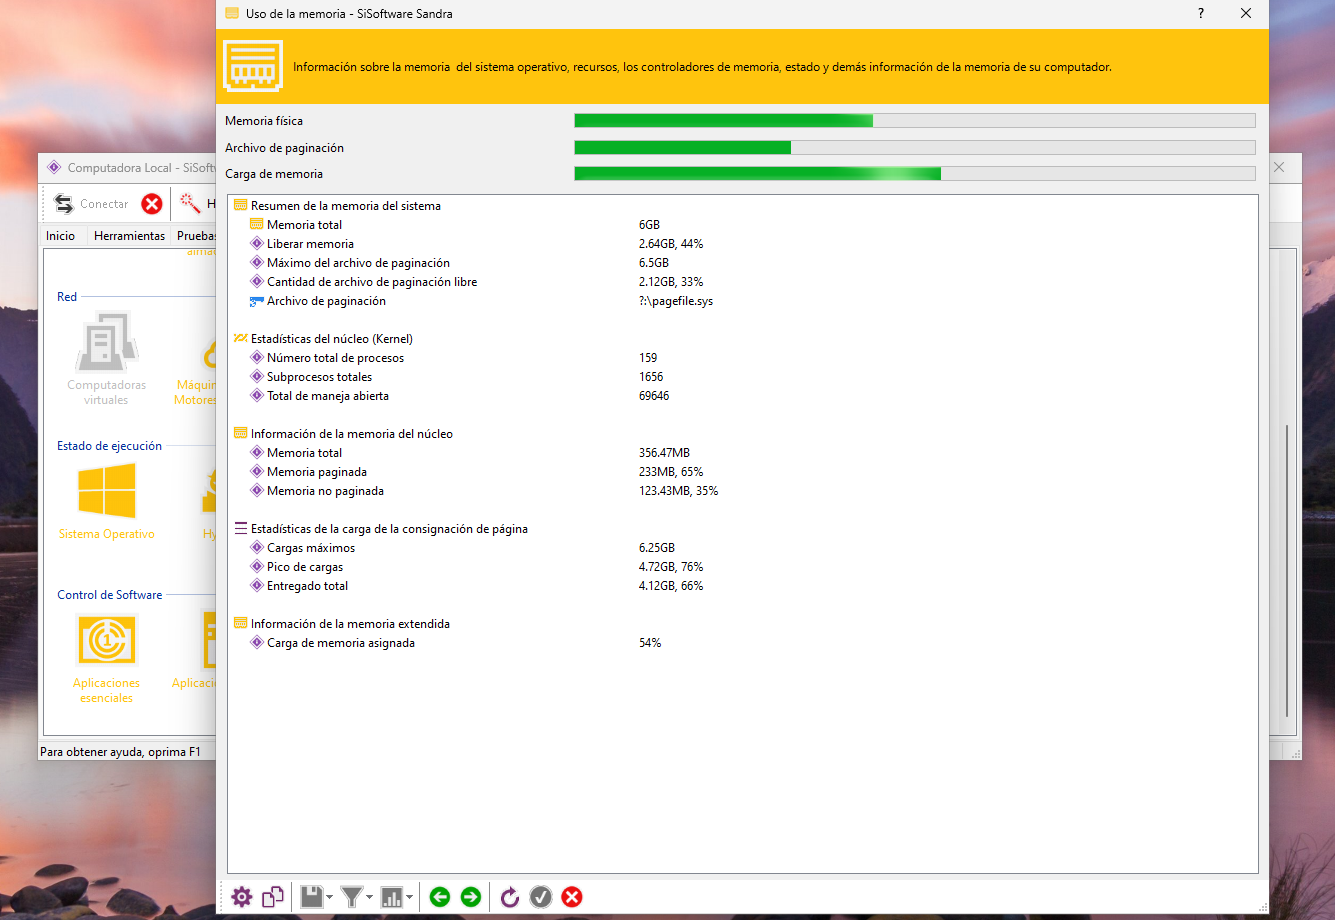 Uso de la memoria - SiSoftware Sandra
?
Información sobre la memoria  del sistema operativo, recursos, los controladores de memoria, estado y demás información de la memoria de su computador.
Memoria física
Archivo de paginación
Carga de memoria
Resumen de la memoria del sistema
Memoria total 6GB
Liberar memoria 2.64GB, 44%
Máximo del archivo de paginación 6.5GB
Cantidad de archivo de paginación libre 2.12GB, 33%
Archivo de paginación ?:\pagefile.sys
Estadísticas del núcleo (Kernel)
Número total de procesos 159
Subprocesos totales 1656
Total de maneja abierta 69646
Información de la memoria del núcleo
Memoria total 356.47MB
Memoria paginada 233MB, 65%
Memoria no paginada 123.43MB, 35%
Estadísticas de la carga de la consignación de página
Cargas máximos 6.25GB
Pico de cargas 4.72GB, 76%
Entregado total 4.12GB, 66%
Información de la memoria extendida
Carga de memoria asignada 54%
Computadora Local - SiSoftw
Conectar
H
Inicio Herramientas Pruebas
almac
Red
Computadoras
virtuales
Máquin
Motores
Estado de ejecución
Sistema Operativo
Hy
Control de Software
1
Aplicaciones
esenciales
Aplicaci
Para obtener ayuda, oprima F1